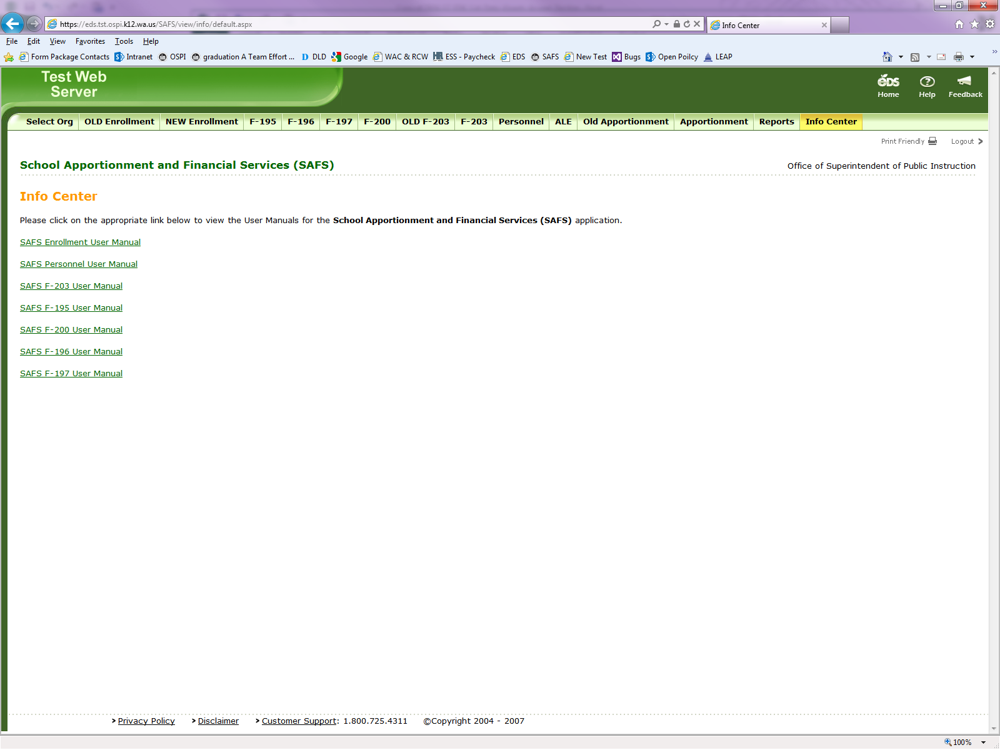 https://eds.tst.ospi.k12.wa.us/SAFS/view/info/default.aspx
Info Center
File Edit View Favorites Tools Help
Form Package Contacts Intranet OSPI graduation A Team Effort ... DLD Google WAC & RCW ESS - Paycheck EDS SAFS New Test Bugs Open Poilcy LEAP
Test Web
Server
eDS
Home Help Feedback
Select Org OLD Enrollment NEW Enrollment F-195 F-196 F-197 F-200 OLD F-203 F-203 Personnel ALE Old Apportionment Apportionment Reports Info Center
Print Friendly Logout
School Apportionment and Financial Services (SAFS) Office of Superintendent of Public Instruction
Info Center
Please click on the appropriate link below to view the User Manuals for the School Apportionment and Financial Services (SAFS) application.
SAFS Enrollment User Manual
SAFS Personnel User Manual
SAFS F-203 User Manual
SAFS F-195 User Manual
SAFS F-200 User Manual
SAFS F-196 User Manual
SAFS F-197 User Manual
> Privacy Policy > Disclaimer > Customer Support: 1.800.725.4311 ©Copyright 2004 - 2007
100%